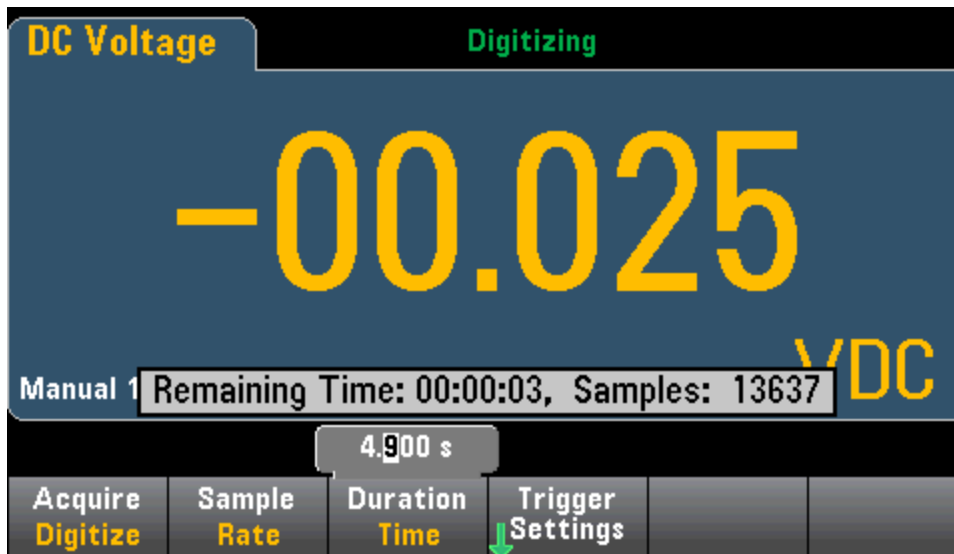 DC Voltage
Digitizing
-00.025
VDC
Manual 1
Remaining Time: 00:00:03, Samples: 13637
4.900 s
Acquire
Digitize
Sample
Rate
Duration
Time
Trigger
Settings